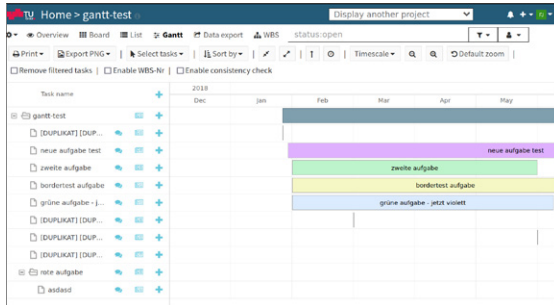 TU Home > gantt-test
Display another project
Overview Board List Gantt Data export WBS status:open
Print Export PNG Select tasks Sort by Timescale Default zoom
Remove filtered tasks | Enable WBS-Nr | Enable consistency check
Task name
2018
Dec Jan Feb Mar Apr May
gantt-test
[DUPLIKAT] [DUP...
neue aufgabe test
neue aufgabe test
zweite aufgabe
zweite aufgabe
bordertest aufgabe
bordertest aufgabe
grüne aufgabe - j...
grüne aufgabe - jetzt violett
[DUPLIKAT] [DUP...
[DUPLIKAT] [DUP...
[DUPLIKAT] [DUP...
rote aufgabe
asdasd